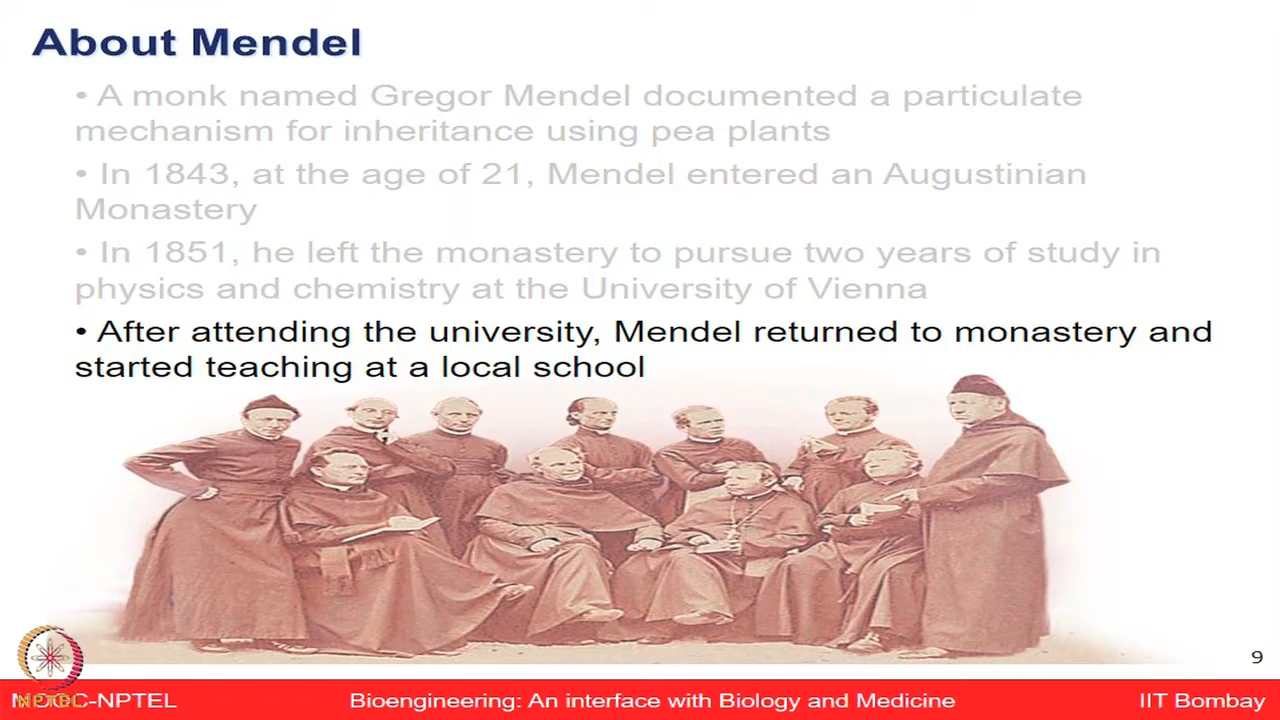 About Mendel
• A monk named Gregor Mendel documented a particulate
mechanism for inheritance using pea plants
• In 1843, at the age of 21, Mendel entered an Augustinian
Monastery
• In 1851, he left the monastery to pursue two years of study in
physics and chemistry at the University of Vienna
• After attending the university, Mendel returned to monastery and
started teaching at a local school
9
NPTEL
-NPTEL Bioengineering: An interface with Biology and Medicine IIT Bombay